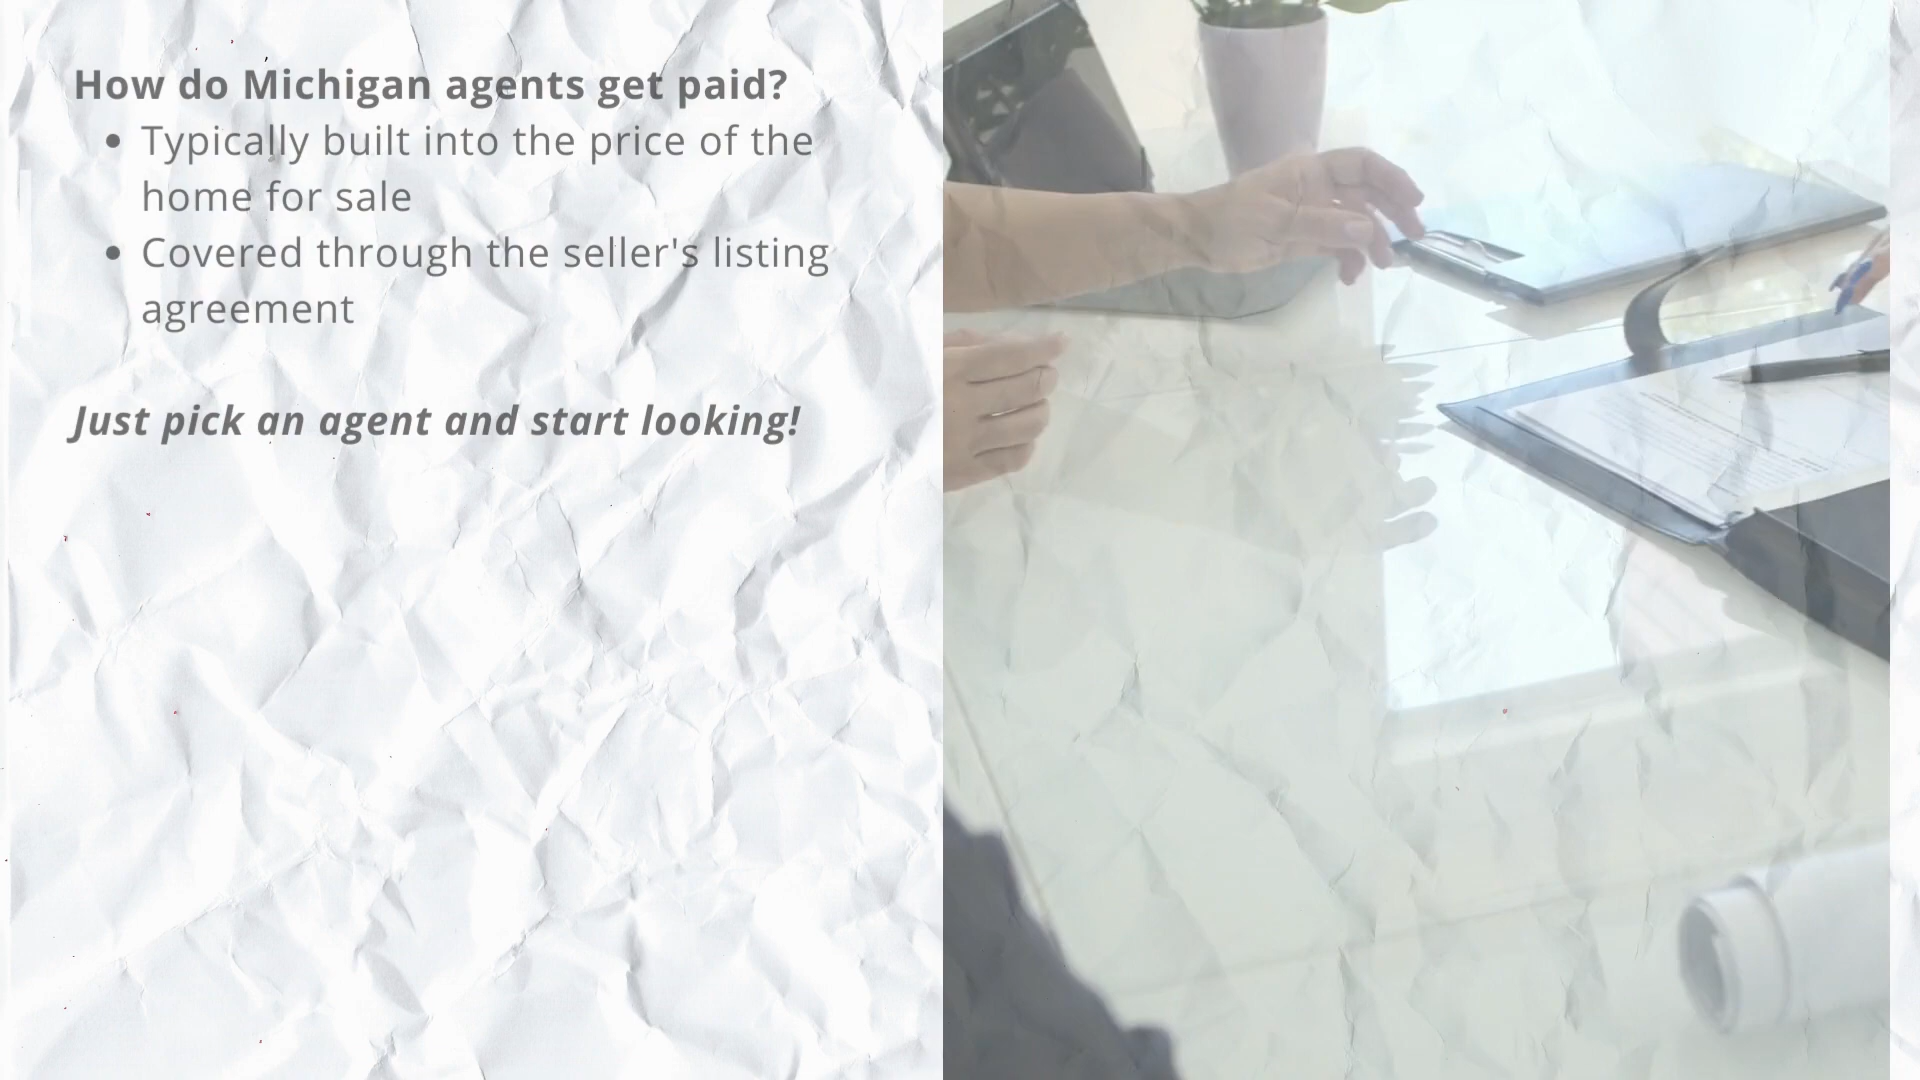 How do Michigan agents get paid?
• Typically built into the price of the
home for sale
• Covered through the seller's listing
agreement
Just pick an agent and start looking!